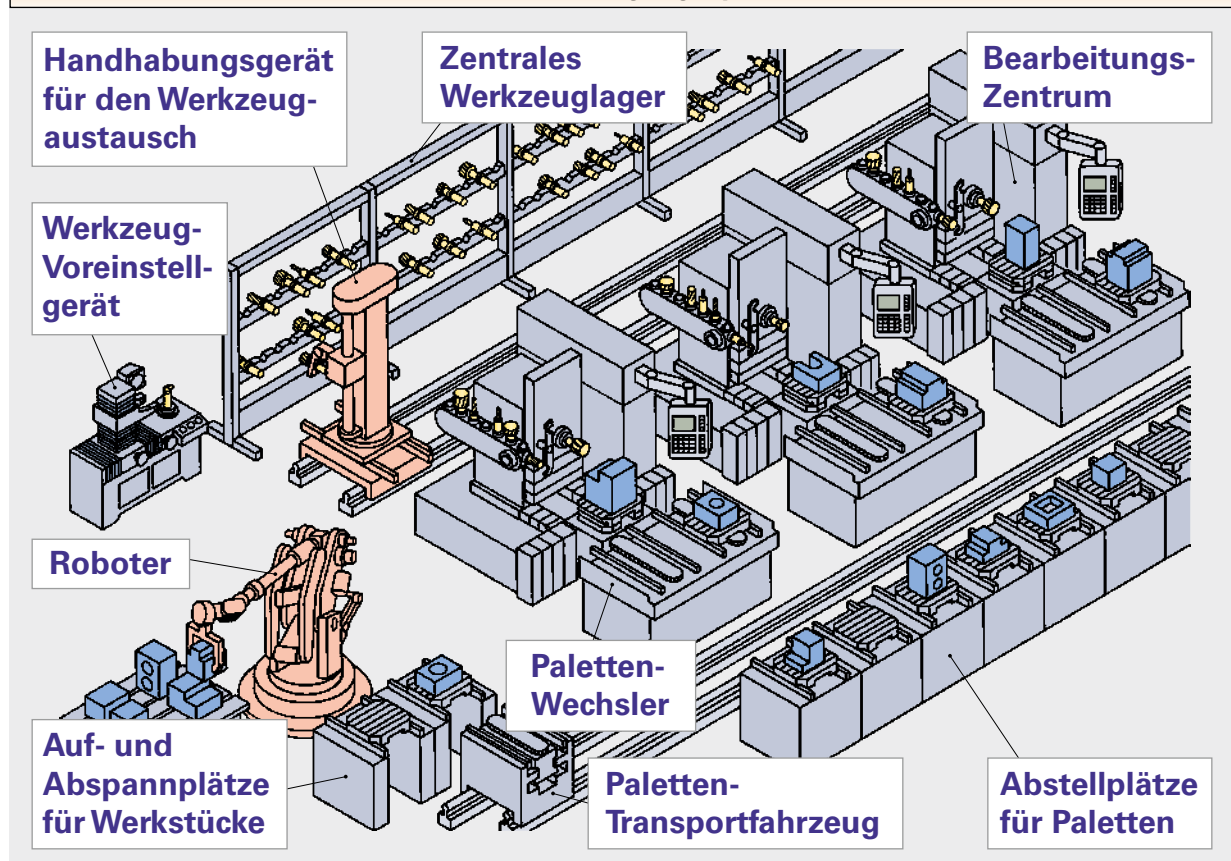 Handhabungsgerät
für den Werkzeug-
austausch
Zentrales
Werkzeuglager
Bearbeitungs-
Zentrum
Werkzeug-
Voreinstell-
gerät
Roboter
Paletten-
Wechsler
Auf- und
Abspannplätze
für Werkstücke
Paletten-
Transportfahrzeug
Abstellplätze
für Paletten